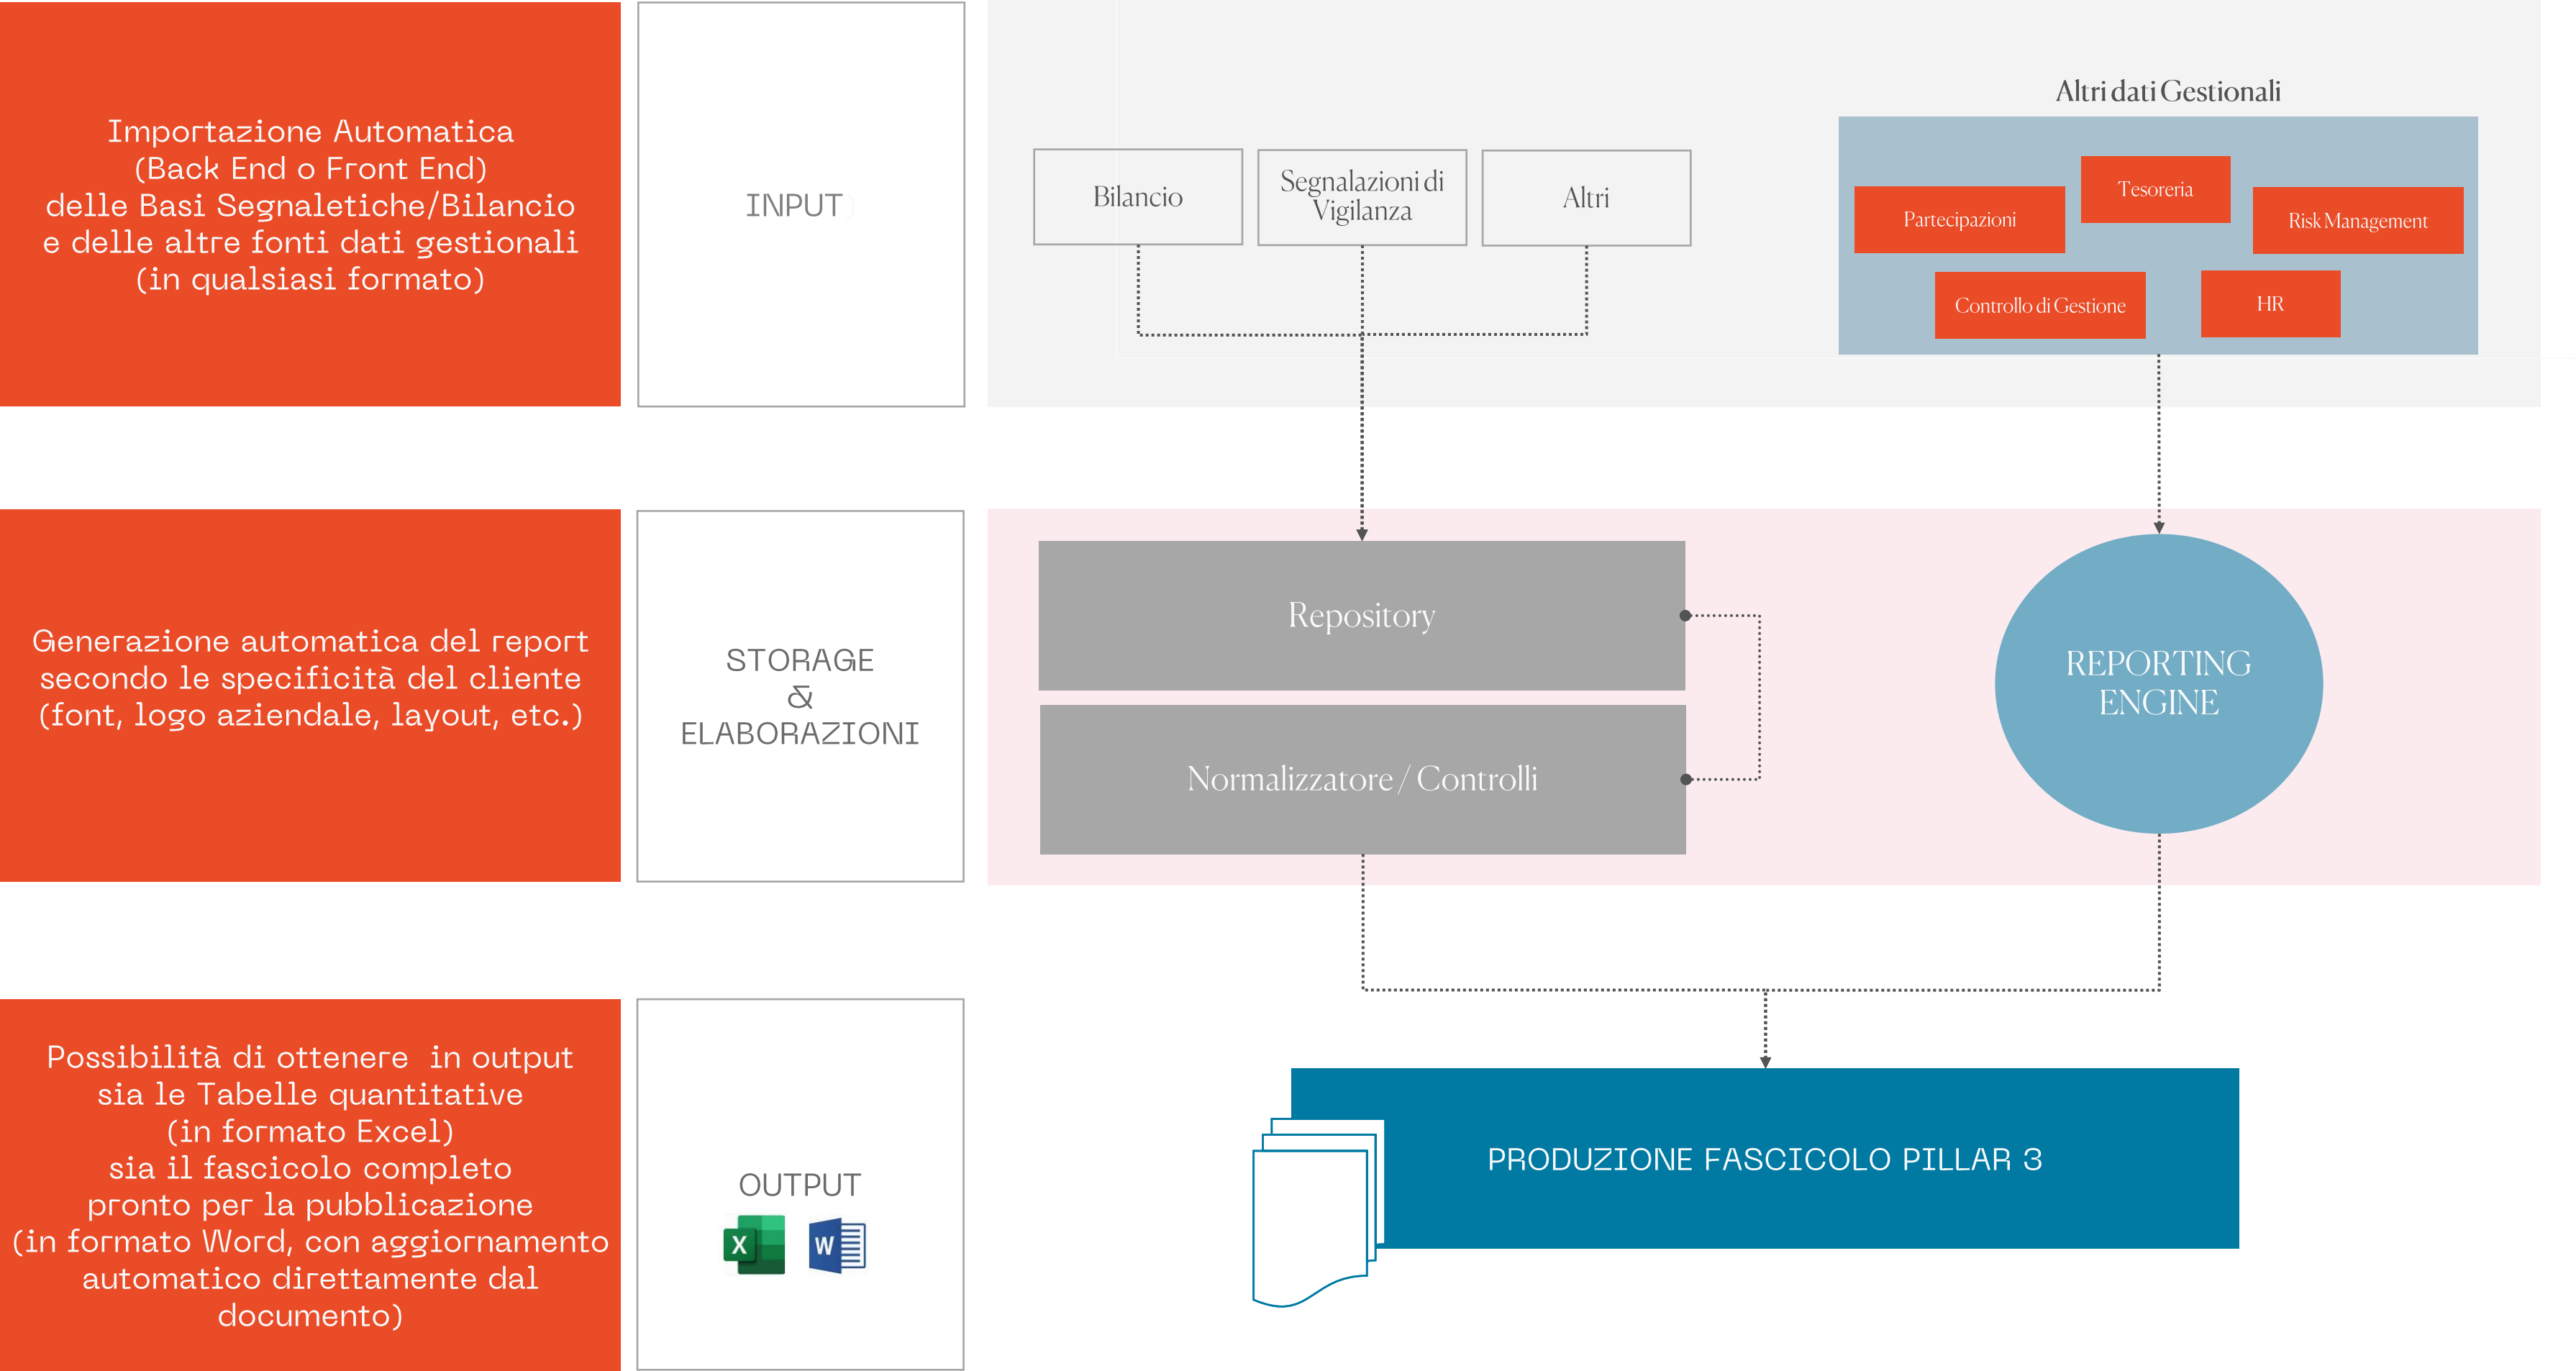 Importazione Automatica
(Back End o Front End)
delle Basi Segnaletiche/Bilancio
e delle altre fonti dati gestionali
(in qualsiasi formato)
INPUT
Bilancio
Segnalazioni di
Vigilanza
Altri
Altri dati Gestionali
Partecipazioni
Tesoreria
Risk Management
Controllo di Gestione
HR
Generazione automatica del report
secondo le specificità del cliente
(font, logo aziendale, layout, etc.)
STORAGE
&
ELABORAZIONI
Repository
Normalizzatore / Controlli
REPORTING
ENGINE
Possibilità di ottenere  in output
sia le Tabelle quantitative
(in formato Excel)
sia il fascicolo completo
pronto per la pubblicazione
(in formato Word, con aggiornamento
automatico direttamente dal
documento)
OUTPUT
X
W
PRODUZIONE FASCICOLO PILLAR 3